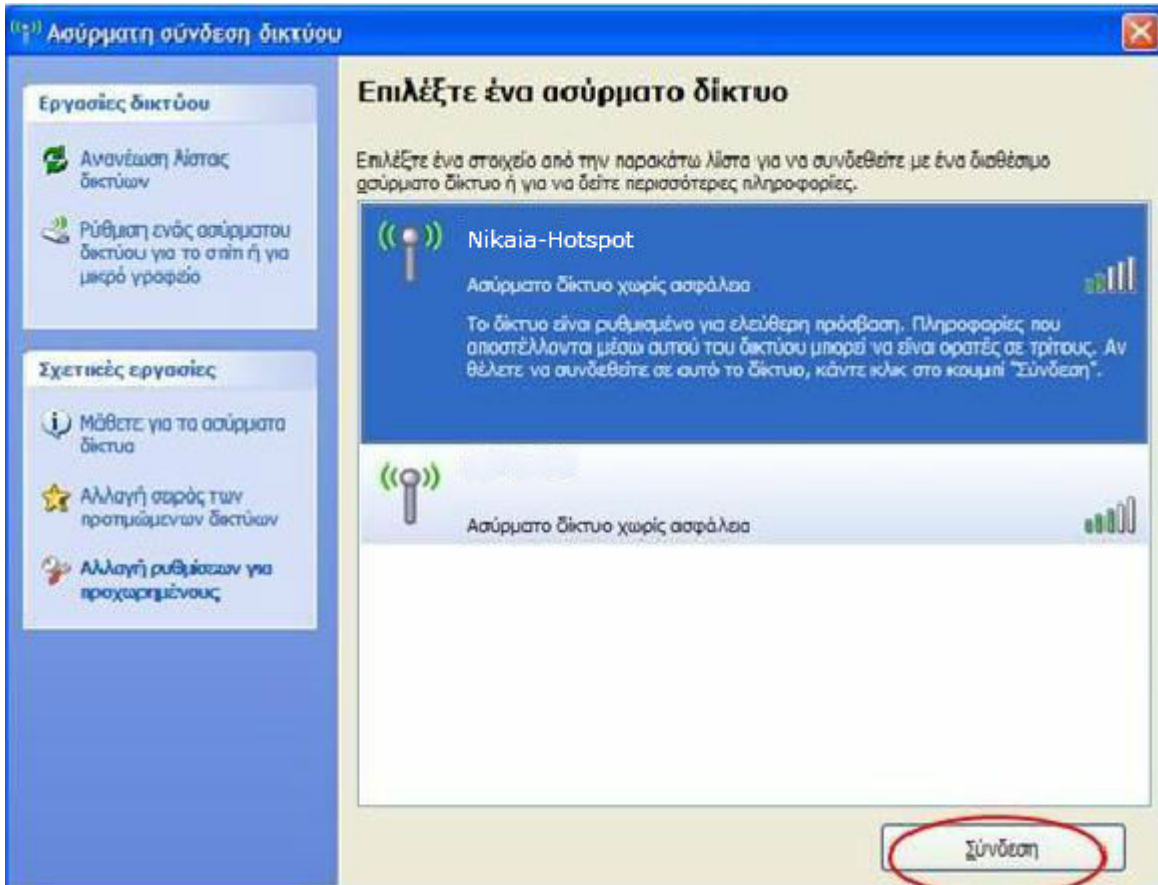 Ασύρματη σύνδεση δικτύου
Εργασίες δικτύου
Ανανέωση λίστας
δικτύων
Ρύθμιση ενός ασύρματου
δικτύου για το σπίτι ή για
μικρό γραφείο
Σχετικές εργασίες
Μάθετε για τα ασύρματα
δίκτυα
Αλλαγή σειράς των
προτιμώμενων δικτύων
Αλλαγή ρυθμίσεων για
προχωρημένους
Επιλέξτε ένα ασύρματο δίκτυο
Επιλέξτε ένα στοιχείο από την παρακάτω λίστα για να συνδεθείτε με ένα διαθέσιμο
ασύρματο δίκτυο ή για να δείτε περισσότερες πληροφορίες.
Nikaia-Hotspot
Ασύρματο δίκτυο χωρίς ασφάλεια
Το δίκτυο είναι ρυθμισμένο για ελεύθερη πρόσβαση. Πληροφορίες που
αποστέλλονται μέσω αυτού του δικτύου μπορεί να είναι ορατές σε τρίτους. Αν
θέλετε να συνδεθείτε σε αυτό το δίκτυο, κάντε κλικ στο κουμπί "Σύνδεση".
Ασύρματο δίκτυο χωρίς ασφάλεια
Σύνδεση